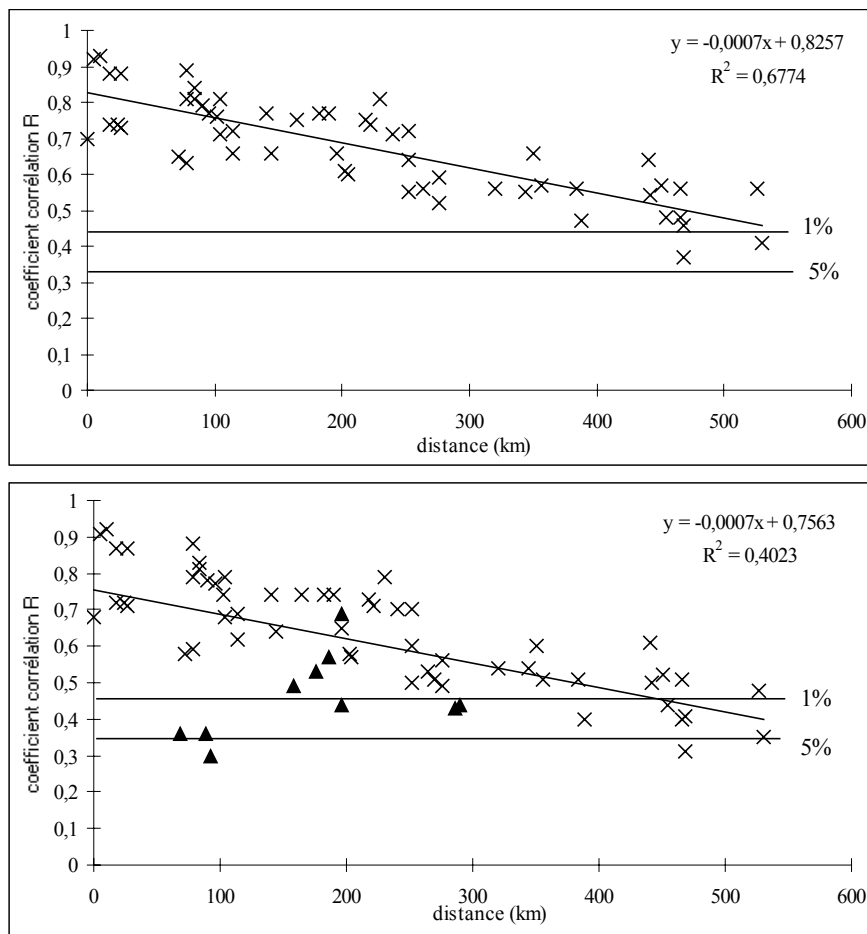 y = -0,0007x + 0,8257
R² = 0,6774
coefficient corrélation R
1
0,9
0,8
0,7
0,6
0,5
0,4
0,3
0,2
0,1
0
1%
5%
0 100 200 300 400 500 600
distance (km)
y = -0,0007x + 0,7563
R² = 0,4023
coefficient corrélation R
1
0,9
0,8
0,7
0,6
0,5
0,4
0,3
0,2
0,1
0
1%
5%
0 100 200 300 400 500 600
distance (km)